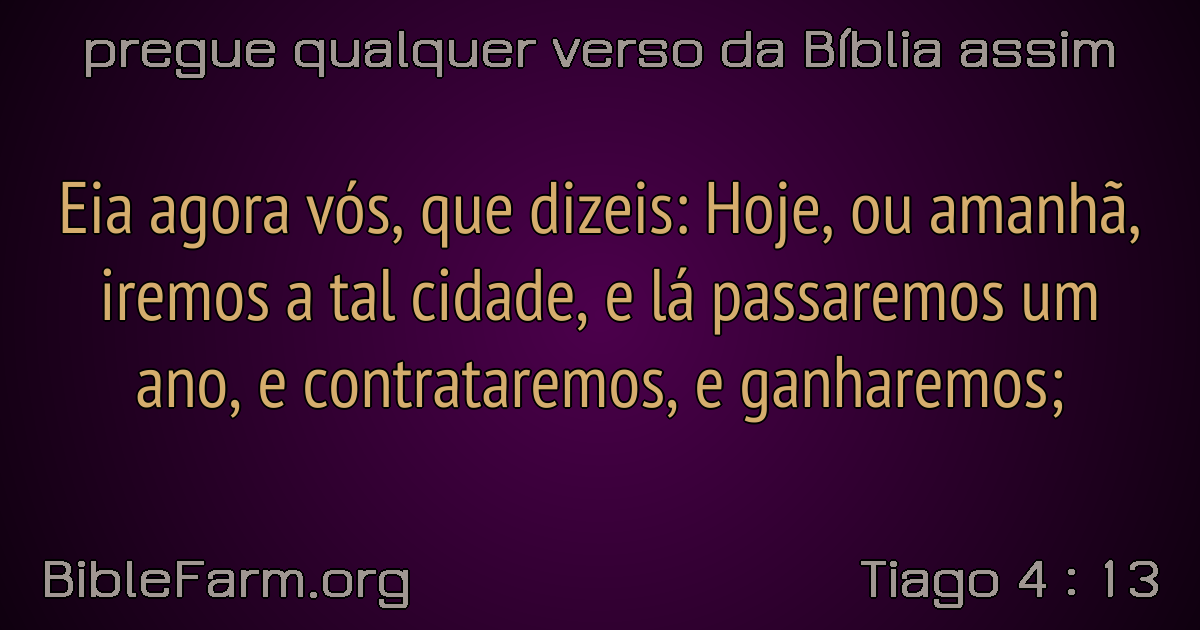 pregue qualquer verso da Bíblia assim
Eia agora vós, que dizeis: Hoje, ou amanhã,
iremos a tal cidade, e lá passaremos um
ano, e contrataremos, e ganharemos;
BibleFarm.org
Tiago 4 : 13